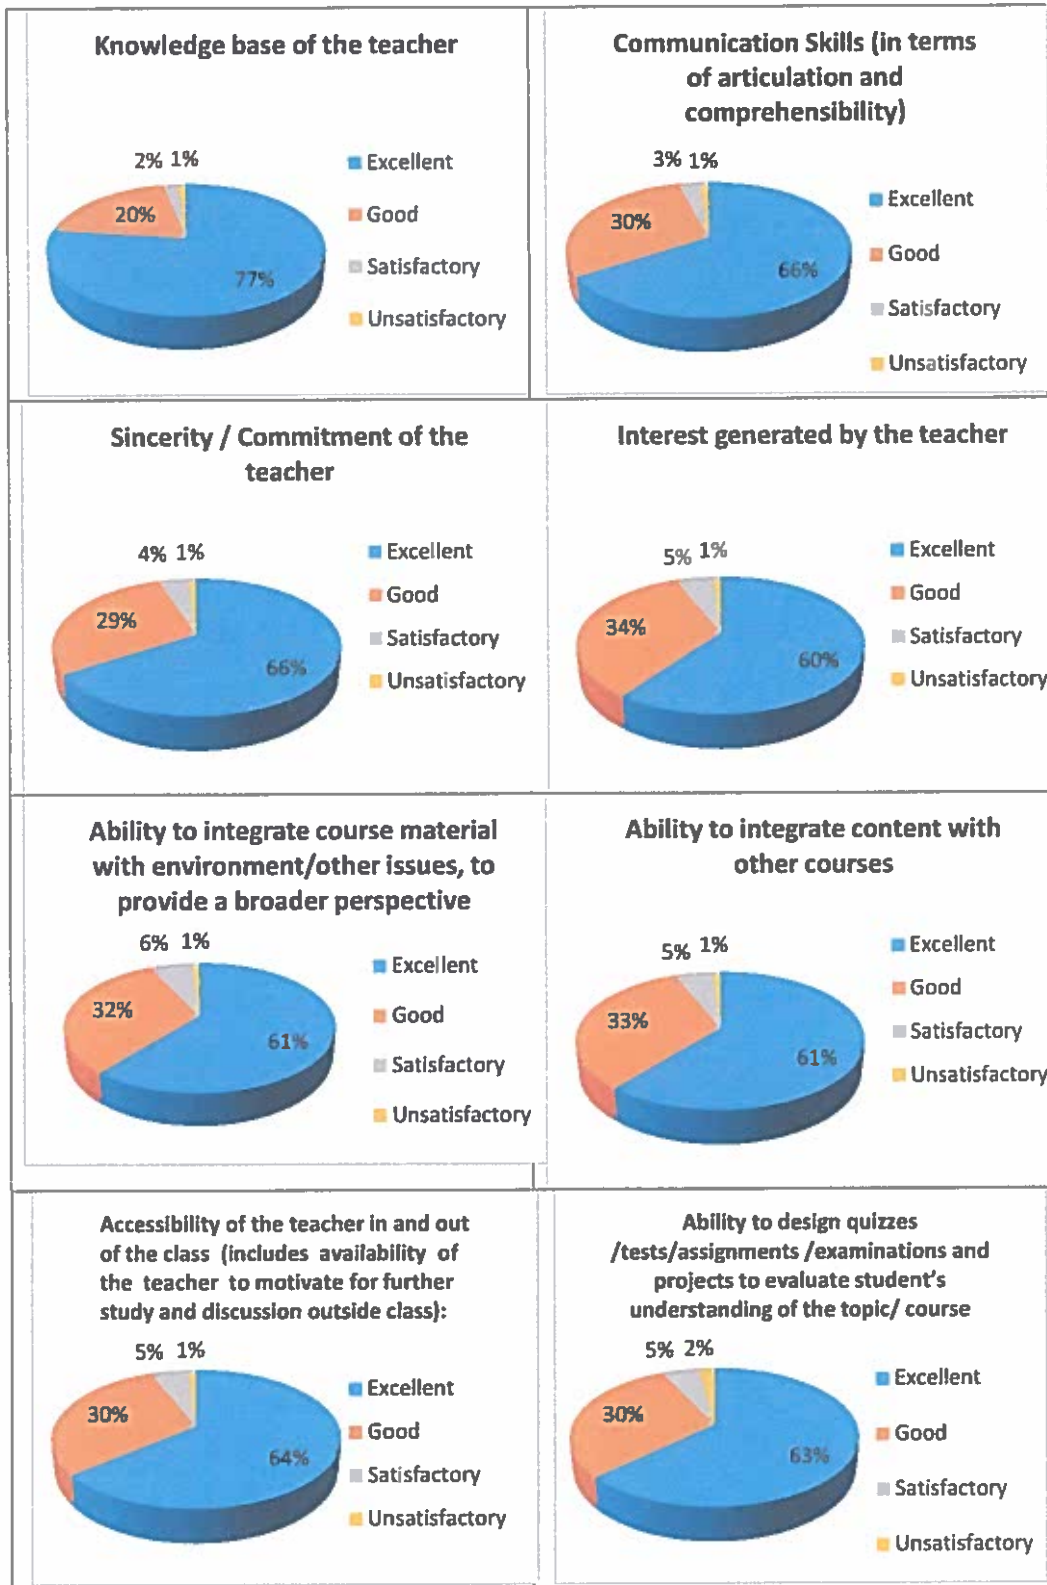 Knowledge base of the teacher
2% 1%
20%
77%
Excellent
Good
Satisfactory
Unsatisfactory
Communication Skills (in terms
of articulation and
comprehensibility)
3% 1%
30%
66%
Excellent
Good
Satisfactory
Unsatisfactory
Sincerity / Commitment of the
teacher
4% 1%
29%
66%
Excellent
Good
Satisfactory
Unsatisfactory
Interest generated by the teacher
5% 1%
34%
60%
Excellent
Good
Satisfactory
Unsatisfactory
Ability to integrate course material
with environment/other issues, to
provide a broader perspective
6% 1%
32%
61%
Excellent
Good
Satisfactory
Unsatisfactory
Ability to integrate content with
other courses
5% 1%
33%
61%
Excellent
Good
Satisfactory
Unsatisfactory
Accessibility of the teacher in and out
of the class (includes availability of
the teacher to motivate for further
study and discussion outside class):
5% 1%
30%
64%
Excellent
Good
Satisfactory
Unsatisfactory
Ability to design quizzes
/tests/assignments /examinations and
projects to evaluate student's
understanding of the topic/ course
5% 2%
30%
63%
Excellent
Good
Satisfactory
Unsatisfactory